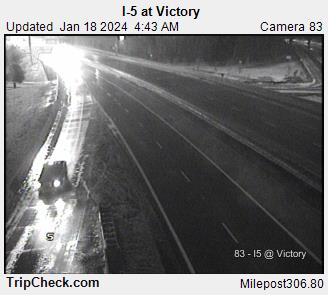 I-5 at Victory
Updated  Jan 18 2024  4:43 AM
Camera 83
83 - I5 @ Victory
TripCheck.com
Milepost306.80